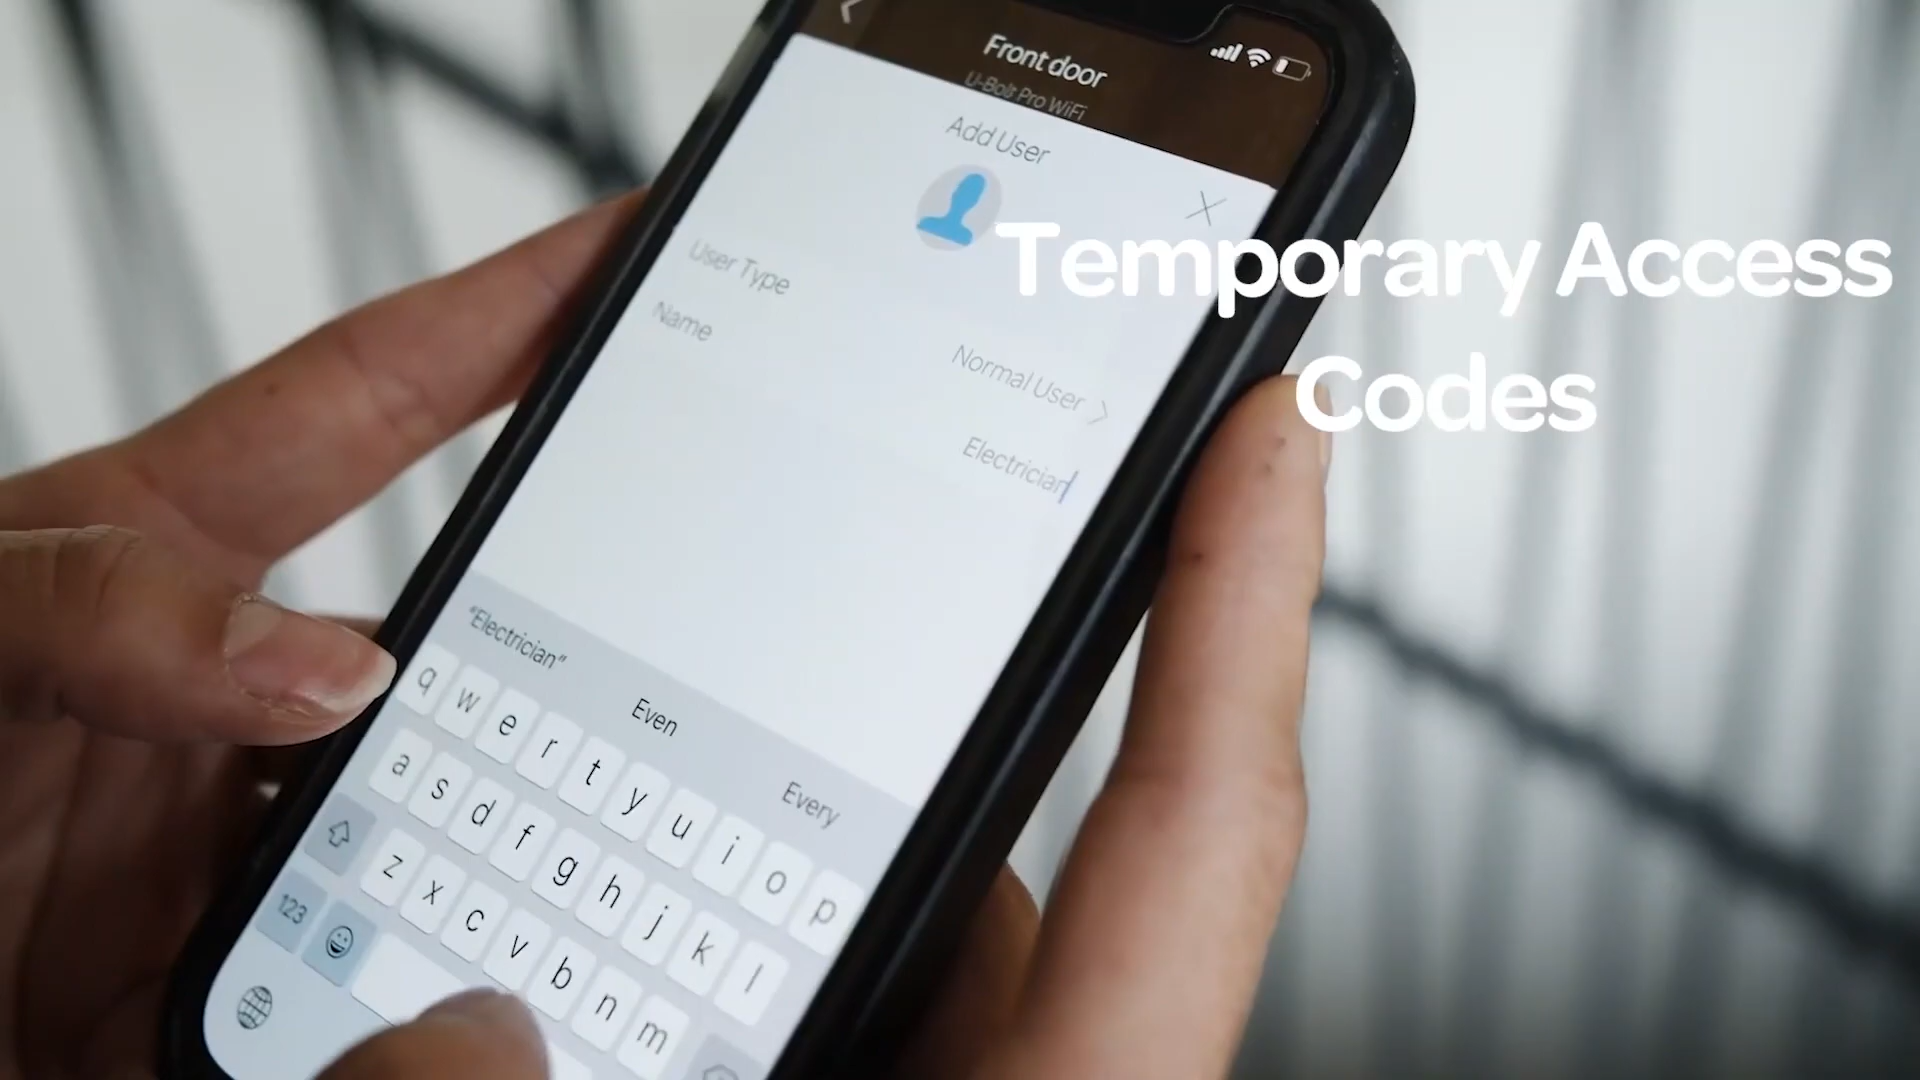 Front door
U-Bolt Pro WiFi
Add User
User Type
Name
Normal User
Electrician
Temporary Access
Codes
"Electrician"
Even
Every
q w e r t y u i o p
a s d f g h j k l
z x c v b n m
123